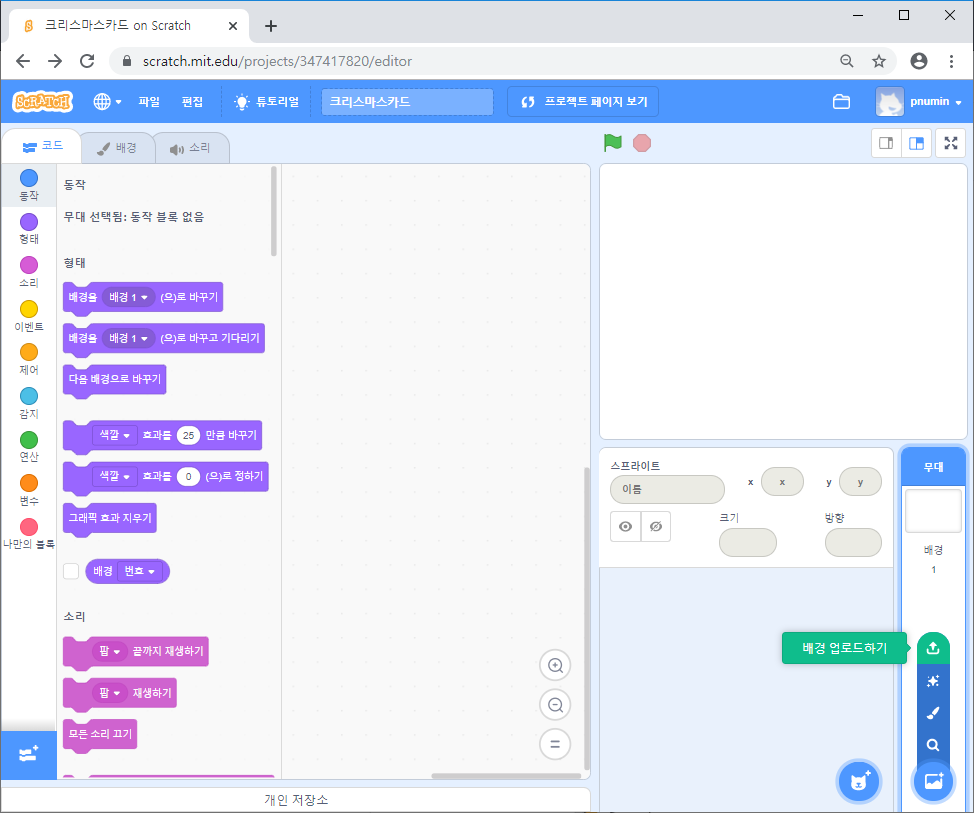 크리스마스카드 on Scratch
scratch.mit.edu/projects/347417820/editor
SCRATCH 파일 편집 튜토리얼 크리스마스카드 프로젝트 페이지 보기 pnumin
코드 배경 소리
동작
형태
소리
이벤트
제어
감지
연산
변수
나만의 블록
동작
무대 선택됨: 동작 블록 없음
형태
배경을 배경 1 (으)로 바꾸기
배경을 배경 1 (으)로 바꾸고 기다리기
다음 배경으로 바꾸기
색깔 효과를 25 만큼 바꾸기
색깔 효과를 0 (으)로 정하기
그래픽 효과 지우기
배경 번호
소리
팝 끝까지 재생하기
팝 재생하기
모든 소리 끄기
개인 저장소
스프라이트
이름 x x y y
크기 방향
무대
배경
1
배경 업로드하기